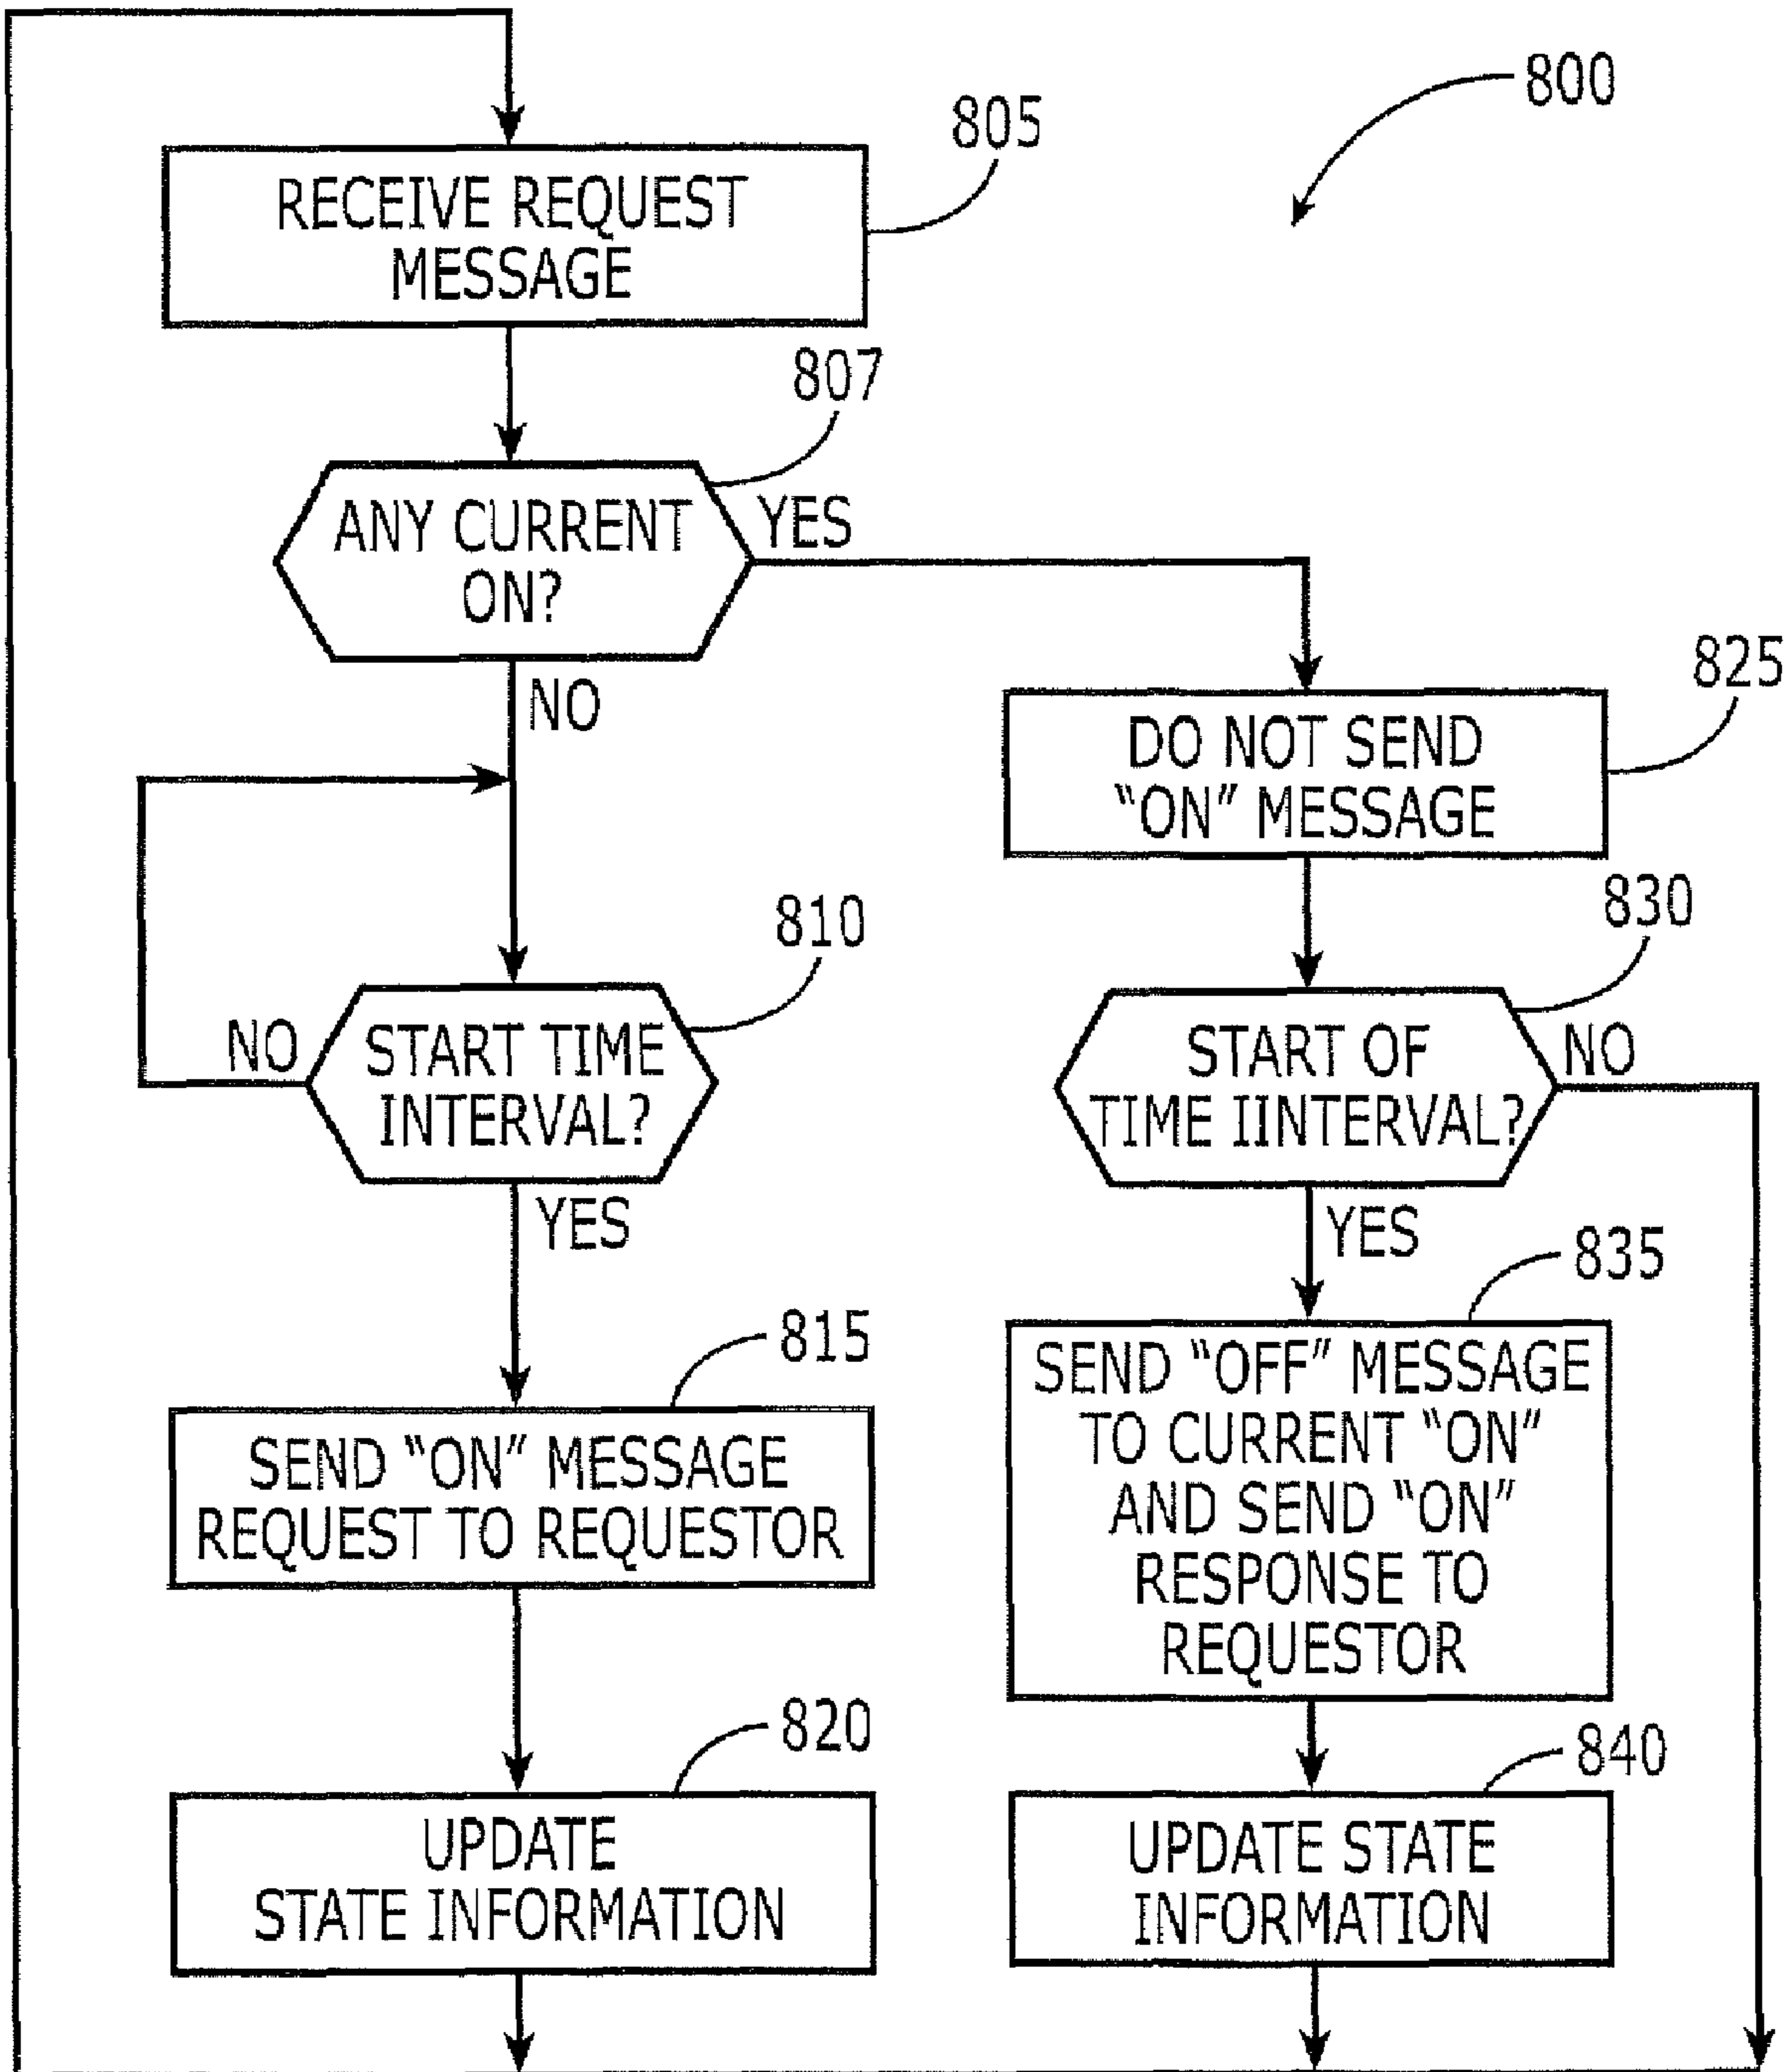 800
805
RECEIVE REQUEST
MESSAGE
807
ANY CURRENT
ON?
YES
NO
825
DO NOT SEND
“ON” MESSAGE
810
START TIME
INTERVAL?
NO
YES
830
START OF
TIME IINTERVAL?
NO
YES
815
SEND “ON” MESSAGE
REQUEST TO REQUESTOR
835
SEND “OFF” MESSAGE
TO CURRENT “ON”
AND SEND “ON”
RESPONSE TO
REQUESTOR
820
UPDATE
STATE INFORMATION
840
UPDATE STATE
INFORMATION